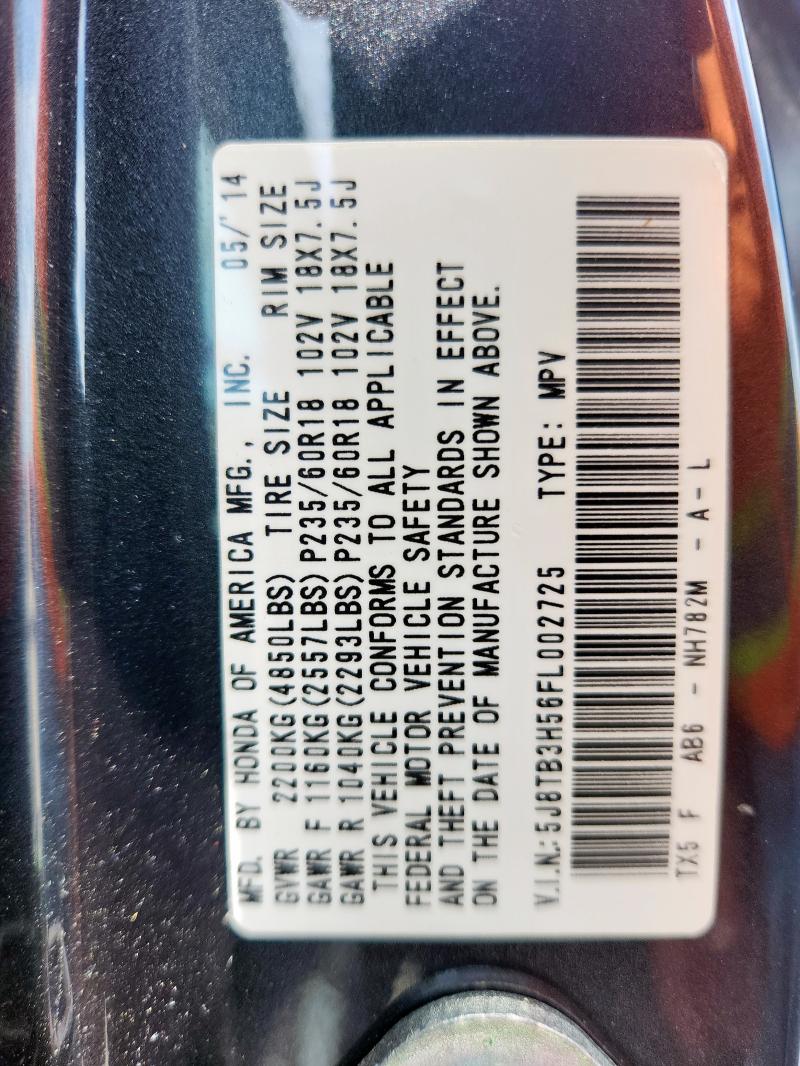 MFD. BY HONDA OF AMERICA MFG., INC. 05/'14
GVWR 2200KG(4850LBS) TIRE SIZE RIM SIZE
GAWR F 1160KG(2557LBS) P235/60R18 102V 18X7.5J
GAWR R 1040KG(2293LBS) P235/60R18 102V 18X7.5J
THIS VEHICLE CONFORMS TO ALL APPLICABLE
FEDERAL MOTOR VEHICLE SAFETY
AND THEFT PREVENTION STANDARDS IN EFFECT
ON THE DATE OF MANUFACTURE SHOWN ABOVE.
V.I.N.:5J8TB3H56FL002725 TYPE: MPV
TX5 F AB6 - NH782M - A - L